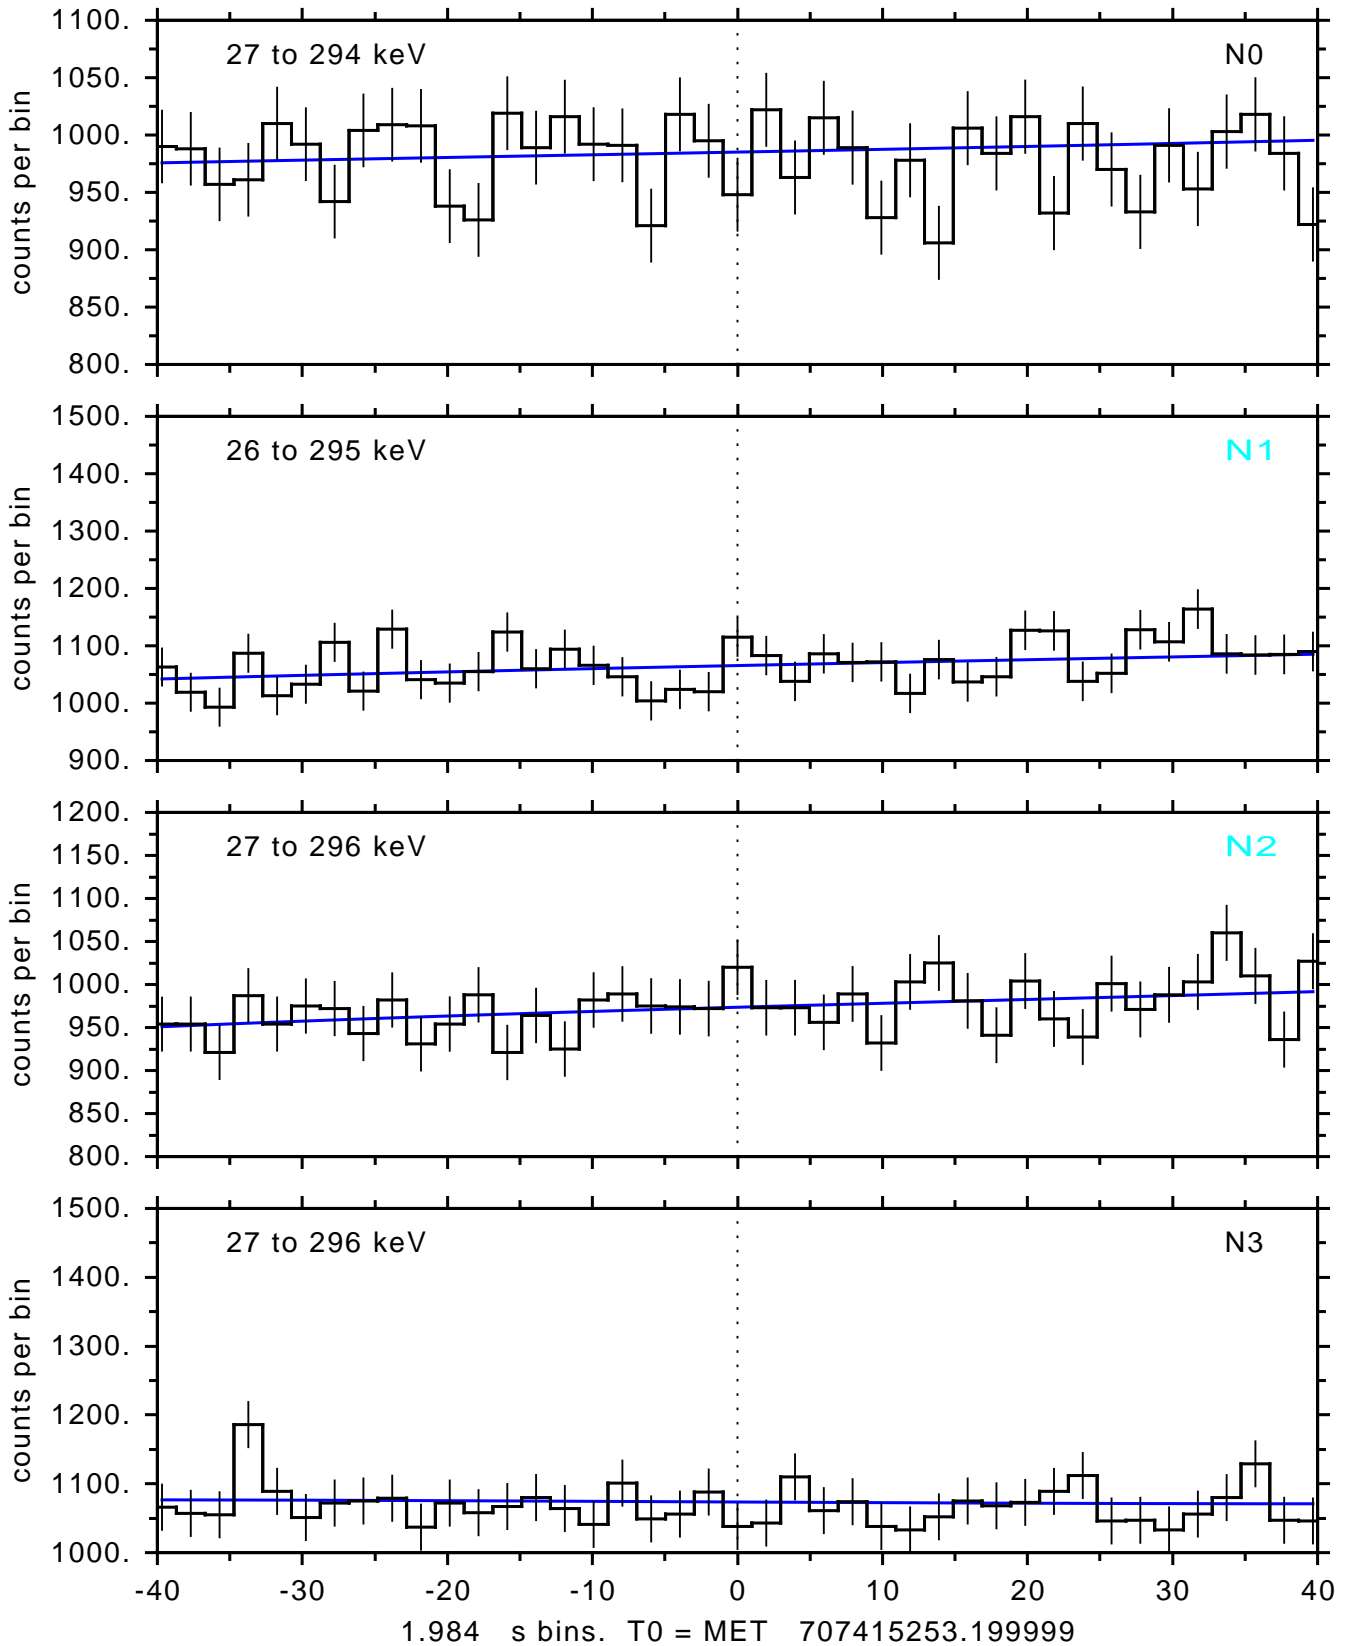 1100.
1050.
1000.
950.
900.
850.
800.
counts per bin
27 to 294 keV
N0
1500.
1400.
1300.
1200.
1100.
1000.
900.
counts per bin
26 to 295 keV
N1
1200.
1150.
1100.
1050.
1000.
950.
900.
850.
800.
counts per bin
27 to 296 keV
N2
1500.
1400.
1300.
1200.
1100.
1000.
counts per bin
27 to 296 keV
N3
-40 -30 -20 -10 0 10 20 30 40
1.984 s bins. T0 = MET 707415253.199999